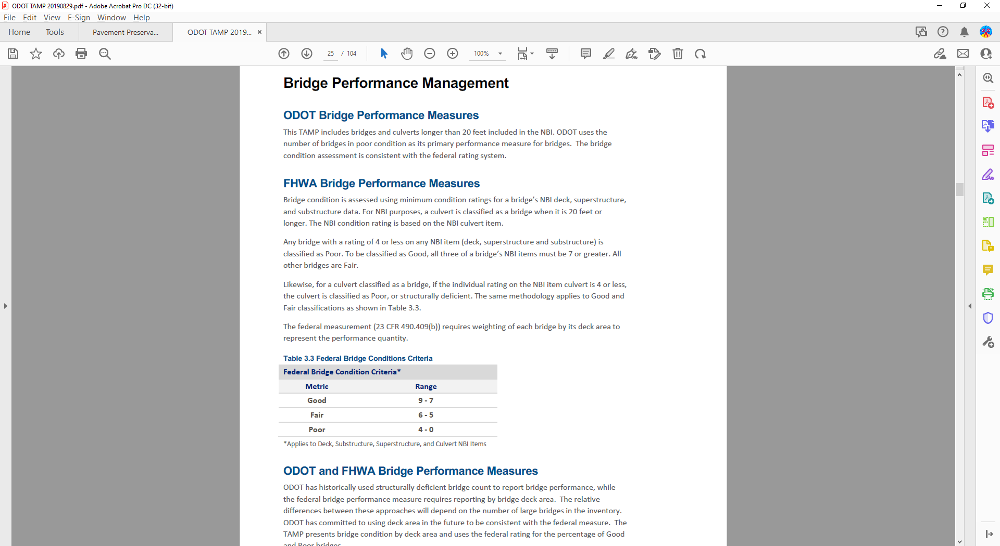 ODOT TAMP 20190829.pdf - Adobe Acrobat Pro DC (32-bit)
File Edit View E-Sign Window Help
Home Tools Pavement Preserva... ODOT TAMP 2019... ×
25 / 104 100%
Bridge Performance Management
ODOT Bridge Performance Measures
This TAMP includes bridges and culverts longer than 20 feet included in the NBI. ODOT uses the
number of bridges in poor condition as its primary performance measure for bridges.  The bridge
condition assessment is consistent with the federal rating system.
FHWA Bridge Performance Measures
Bridge condition is assessed using minimum condition ratings for a bridge’s NBI deck, superstructure,
and substructure data. For NBI purposes, a culvert is classified as a bridge when it is 20 feet or
longer. The NBI condition rating is based on the NBI culvert item.
Any bridge with a rating of 4 or less on any NBI item (deck, superstructure and substructure) is
classified as Poor. To be classified as Good, all three of a bridge’s NBI items must be 7 or greater. All
other bridges are Fair.
Likewise, for a culvert classified as a bridge, if the individual rating on the NBI item culvert is 4 or less,
the culvert is classified as Poor, or structurally deficient. The same methodology applies to Good and
Fair classifications as shown in Table 3.3.
The federal measurement (23 CFR 490.409(b)) requires weighting of each bridge by its deck area to
represent the performance quantity.
Table 3.3 Federal Bridge Conditions Criteria
Federal Bridge Condition Criteria*
Metric Range
Good 9 - 7
Fair 6 - 5
Poor 4 - 0
*Applies to Deck, Substructure, Superstructure, and Culvert NBI Items
ODOT and FHWA Bridge Performance Measures
ODOT has historically used structurally deficient bridge count to report bridge performance, while
the federal bridge performance measure requires reporting by bridge deck area.  The relative
differences between these approaches will depend on the number of large bridges in the inventory.
ODOT has committed to using deck area in the future to be consistent with the federal measure.  The
TAMP presents bridge condition by deck area and uses the federal rating for the percentage of Good
and Poor bridges.